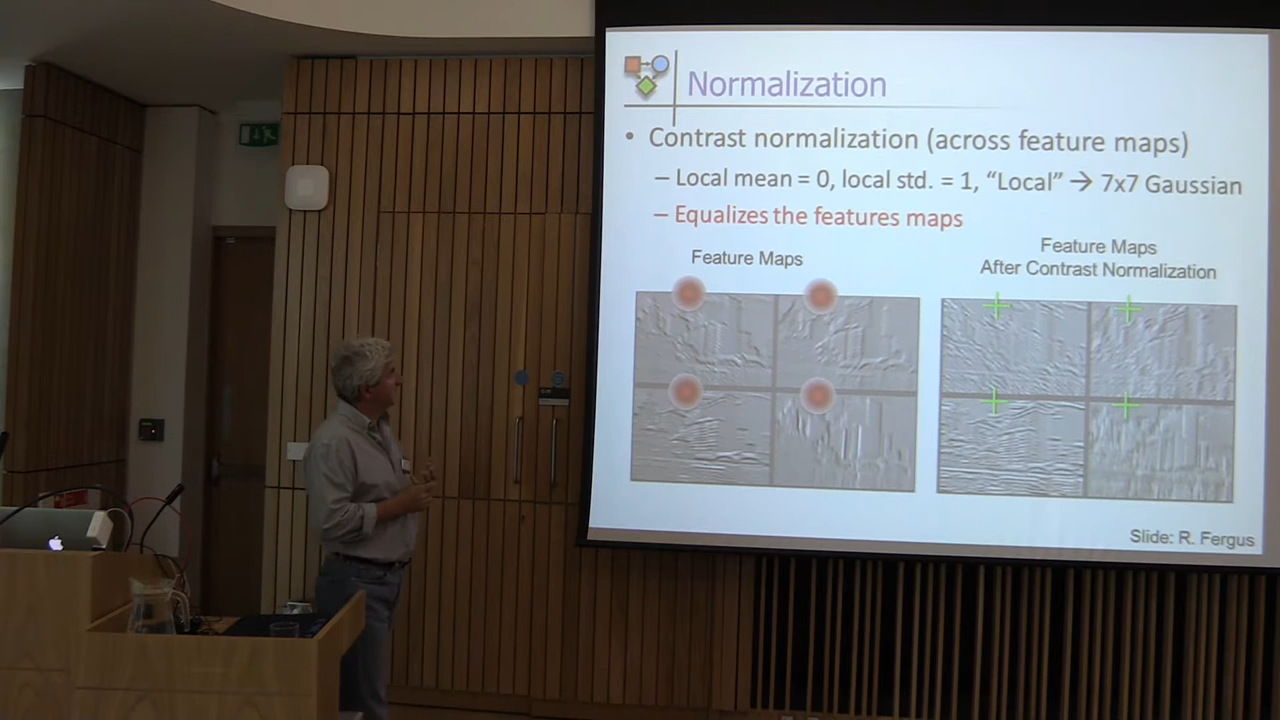 Normalization
• Contrast normalization (across feature maps)
– Local mean = 0, local std. = 1, “Local” → 7x7 Gaussian
– Equalizes the features maps
Feature Maps
Feature Maps
After Contrast Normalization
Slide: R. Fergus